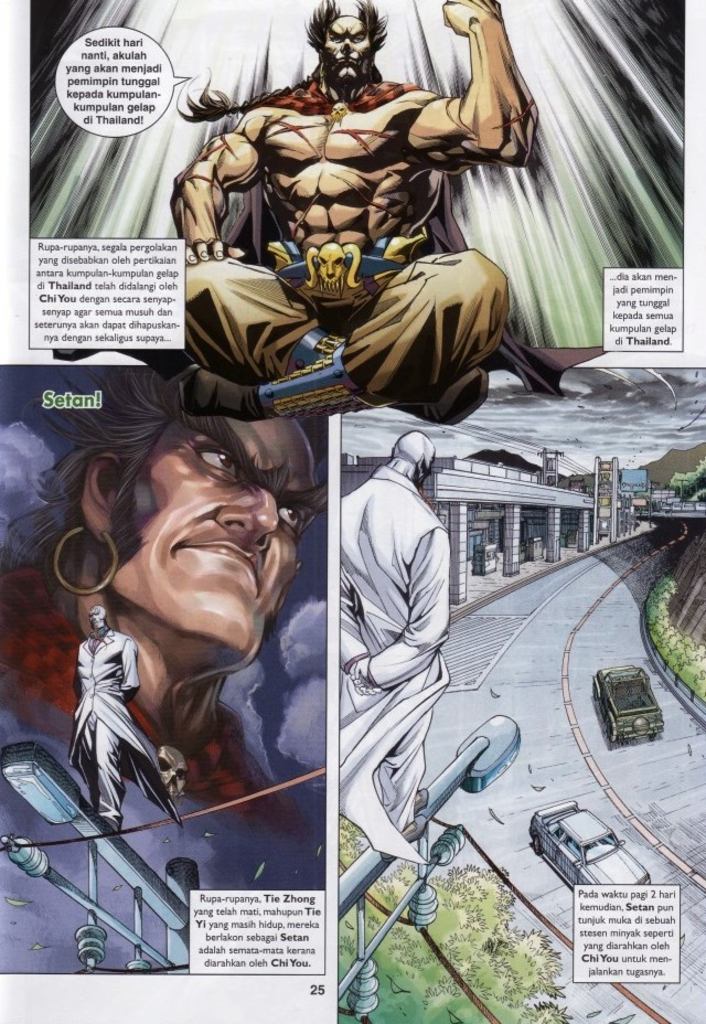 Sedikit hari
nanti, akulah
yang akan menjadi
pemimpin tunggal
kepada kumpulan-
kumpulan gelap
di Thailand!
Rupa-rupanya, segala pergolakan
yang disebabkan oleh pertikaian
antara kumpulan-kumpulan gelap
di Thailand telah didalangi oleh
Chi You dengan secara senyap-
senyap agar semua musuh dan
seterunya akan dapat dihapuskan-
nya dengan sekaligus supaya...
...dia akan men-
jadi pemimpin
yang tunggal
kepada semua
kumpulan gelap
di Thailand.
Setan!
Rupa-rupanya, Tie Zhong
yang telah mati, mahupun Tie
Yi yang masih hidup, mereka
berlakon sebagai Setan
adalah semata-mata kerana
diarahkan oleh Chi You.
Pada waktu pagi 2 hari
kemudian, Setan pun
tunjuk muka di sebuah
stesen minyak seperti
yang diarahkan oleh
Chi You untuk men-
jalankan tugasnya.
25